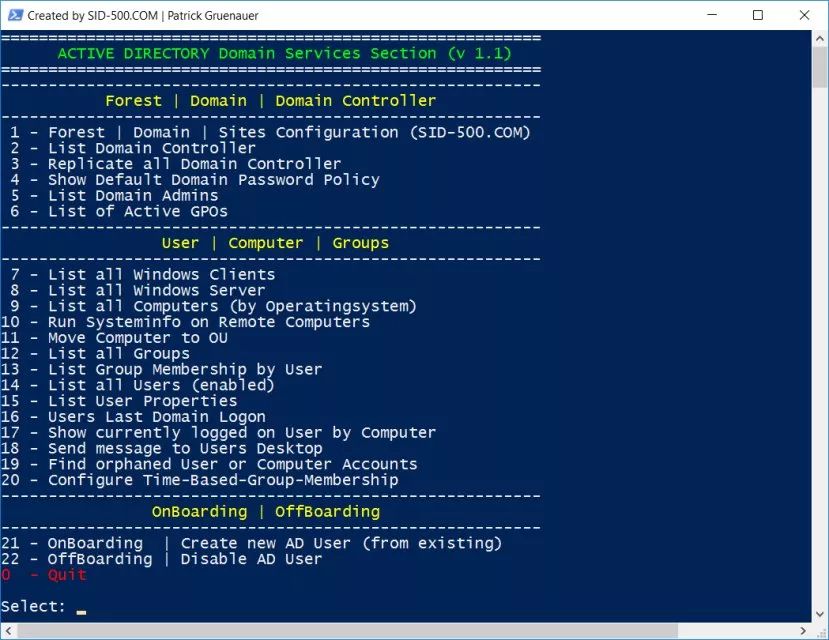 Created by SID-500.COM | Patrick Gruenauer
=========================================================
ACTIVE DIRECTORY Domain Services Section (v 1.1)
=========================================================
---------------------------------------------------------
Forest | Domain | Domain Controller
---------------------------------------------------------
1 - Forest | Domain | Sites Configuration (SID-500.COM)
2 - List Domain Controller
3 - Replicate all Domain Controller
4 - Show Default Domain Password Policy
5 - List Domain Admins
6 - List of Active GPOs
---------------------------------------------------------
User | Computer | Groups
---------------------------------------------------------
7 - List all Windows Clients
8 - List all Windows Server
9 - List all Computers (by Operatingsystem)
10 - Run Systeminfo on Remote Computers
11 - Move Computer to OU
12 - List all Groups
13 - List Group Membership by User
14 - List all Users (enabled)
15 - List User Properties
16 - Users Last Domain Logon
17 - Show currently logged on User by Computer
18 - Send message to Users Desktop
19 - Find orphaned User or Computer Accounts
20 - Configure Time-Based-Group-Membership
---------------------------------------------------------
OnBoarding | OffBoarding
---------------------------------------------------------
21 - OnBoarding  | Create new AD User (from existing)
22 - OffBoarding | Disable AD User
0  - Quit
Select: _